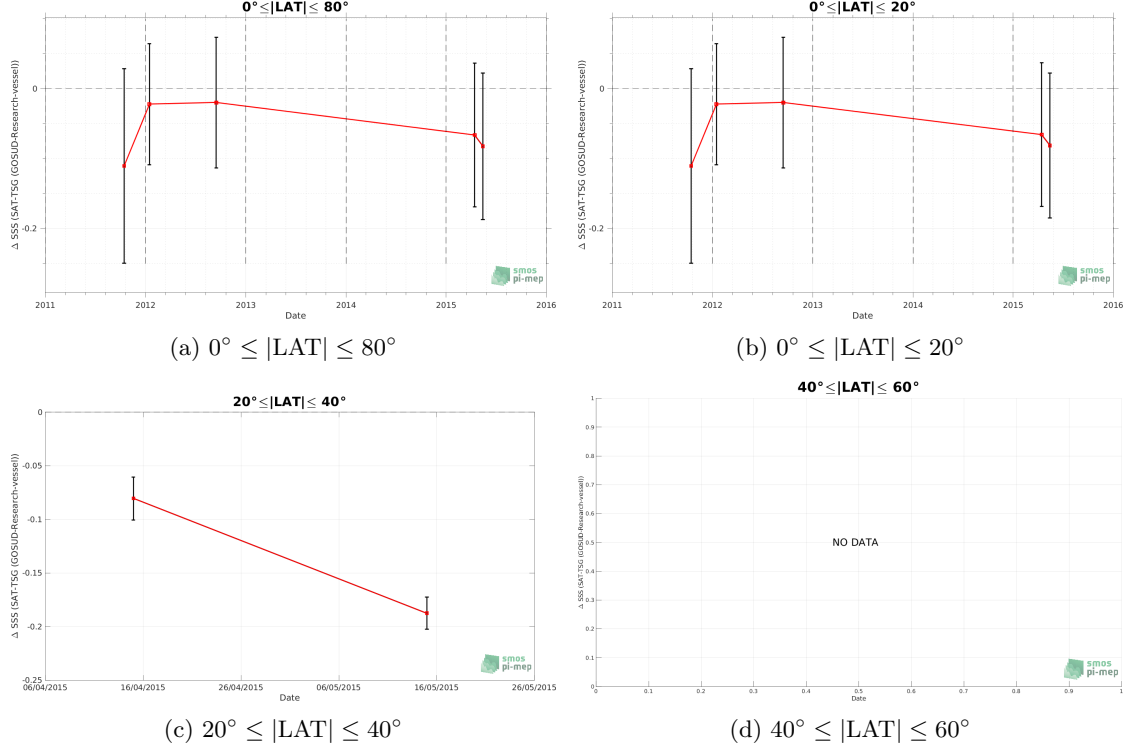 0°≤|LAT|≤ 80°
Δ SSS (SAT-TSG (GOSUD-Research-vessel))
0
-0.2
2011 2012 2013 2014 2015 2016
Date
smos
pi-mep
(a) 0° ≤ |LAT| ≤ 80°
0°≤|LAT|≤ 20°
Δ SSS (SAT-TSG (GOSUD-Research-vessel))
0
-0.2
2011 2012 2013 2014 2015 2016
Date
smos
pi-mep
(b) 0° ≤ |LAT| ≤ 20°
20°≤|LAT|≤ 40°
Δ SSS (SAT-TSG (GOSUD-Research-vessel))
0
-0.05
-0.1
-0.15
-0.2
-0.25
06/04/2015 16/04/2015 26/04/2015 06/05/2015 16/05/2015 26/05/2015
Date
smos
pi-mep
(c) 20° ≤ |LAT| ≤ 40°
40°≤|LAT|≤ 60°
Δ SSS (SAT-TSG (GOSUD-Research-vessel))
1
0.9
0.8
0.7
0.6
0.5
0.4
0.3
0.2
0.1
0
NO DATA
0 0.1 0.2 0.3 0.4 0.5 0.6 0.7 0.8 0.9 1
Date
smos
pi-mep
(d) 40° ≤ |LAT| ≤ 60°